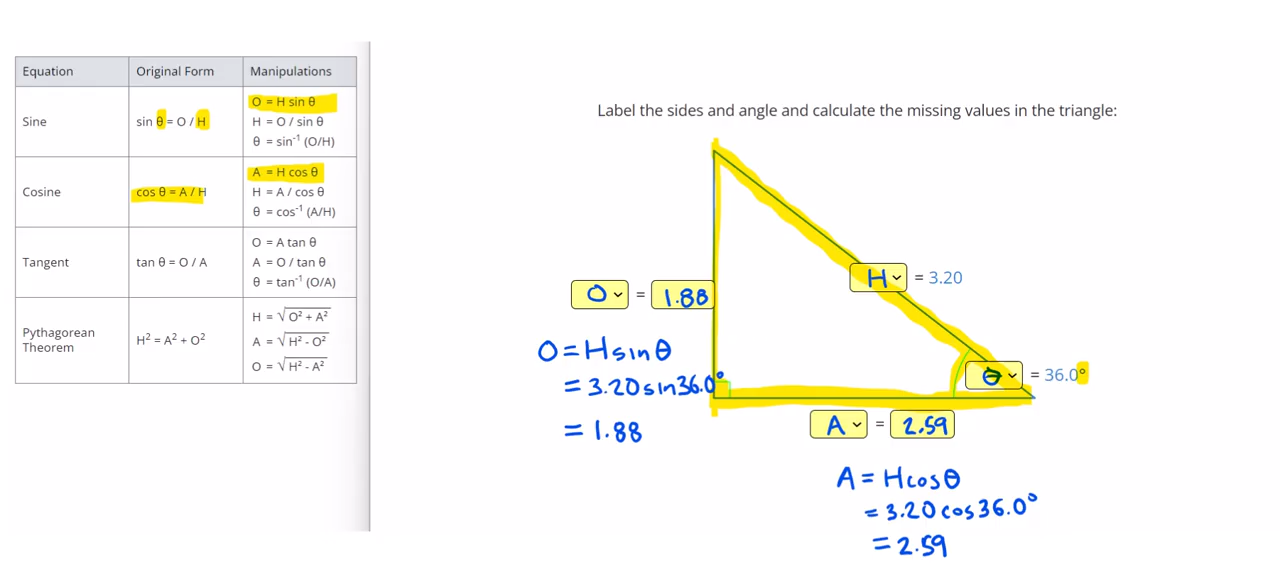 Equation Original Form Manipulations
Sine
sin θ = O / H
O = H sin θ
H = O / sin θ
θ = sin⁻¹ (O/H)
Cosine
cos θ = A / H
A = H cos θ
H = A / cos θ
θ = cos⁻¹ (A/H)
Tangent
tan θ = O / A
O = A tan θ
A = O / tan θ
θ = tan⁻¹ (O/A)
Pythagorean
Theorem
H² = A² + O²
H = √O² + A²
A = √H² - O²
O = √H² - A²
Label the sides and angle and calculate the missing values in the triangle:
H = 3.20
O = 1.88
θ = 36.0°
A = 2.59
O = H sin θ
= 3.20 sin 36.0°
= 1.88
A = H cos θ
= 3.20 cos 36.0°
= 2.59